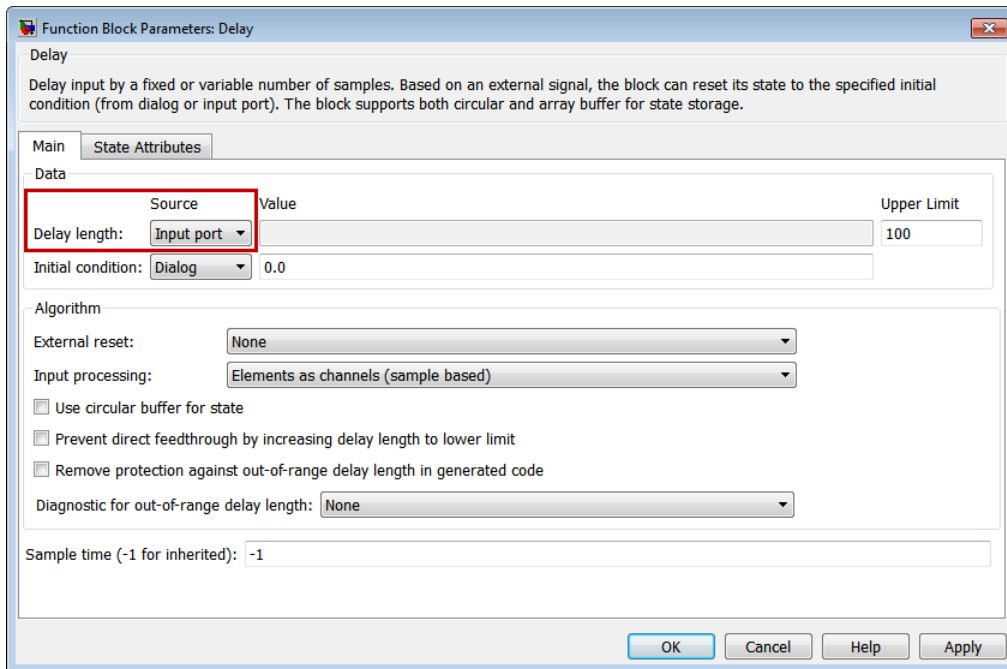 Function Block Parameters: Delay
Delay
Delay input by a fixed or variable number of samples. Based on an external signal, the block can reset its state to the specified initial
condition (from dialog or input port). The block supports both circular and array buffer for state storage.
Main State Attributes
Data
Source Value Upper Limit
Delay length: Input port 100
Initial condition: Dialog 0.0
Algorithm
External reset: None
Input processing: Elements as channels (sample based)
Use circular buffer for state
Prevent direct feedthrough by increasing delay length to lower limit
Remove protection against out-of-range delay length in generated code
Diagnostic for out-of-range delay length: None
Sample time (-1 for inherited): -1
OK Cancel Help Apply